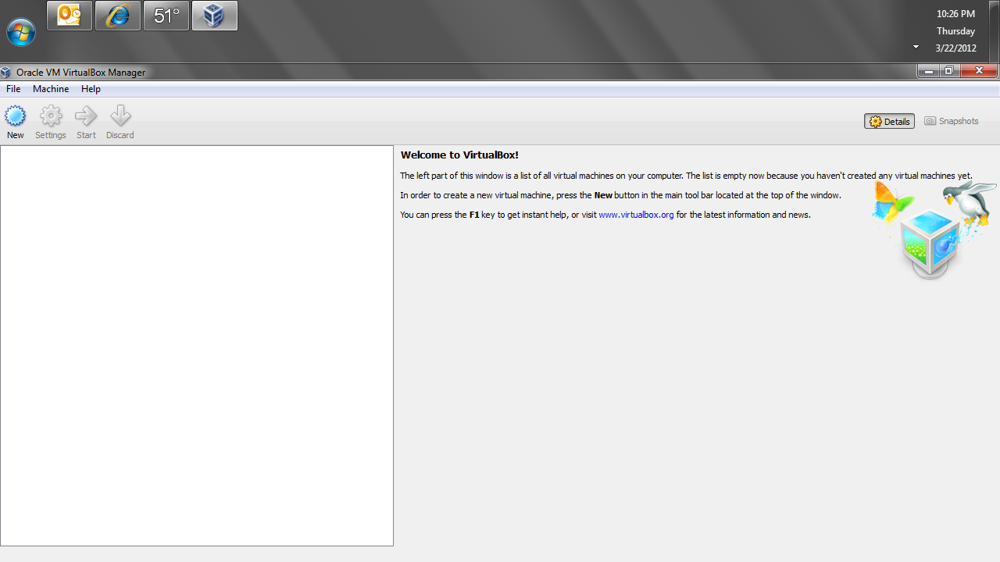 51°
10:26 PM
Thursday
3/22/2012
Oracle VM VirtualBox Manager
File Machine Help
New Settings Start Discard
Details Snapshots
Welcome to VirtualBox!
The left part of this window is a list of all virtual machines on your computer. The list is empty now because you haven't created any virtual machines yet.
In order to create a new virtual machine, press the New button in the main tool bar located at the top of the window.
You can press the F1 key to get instant help, or visit www.virtualbox.org for the latest information and news.